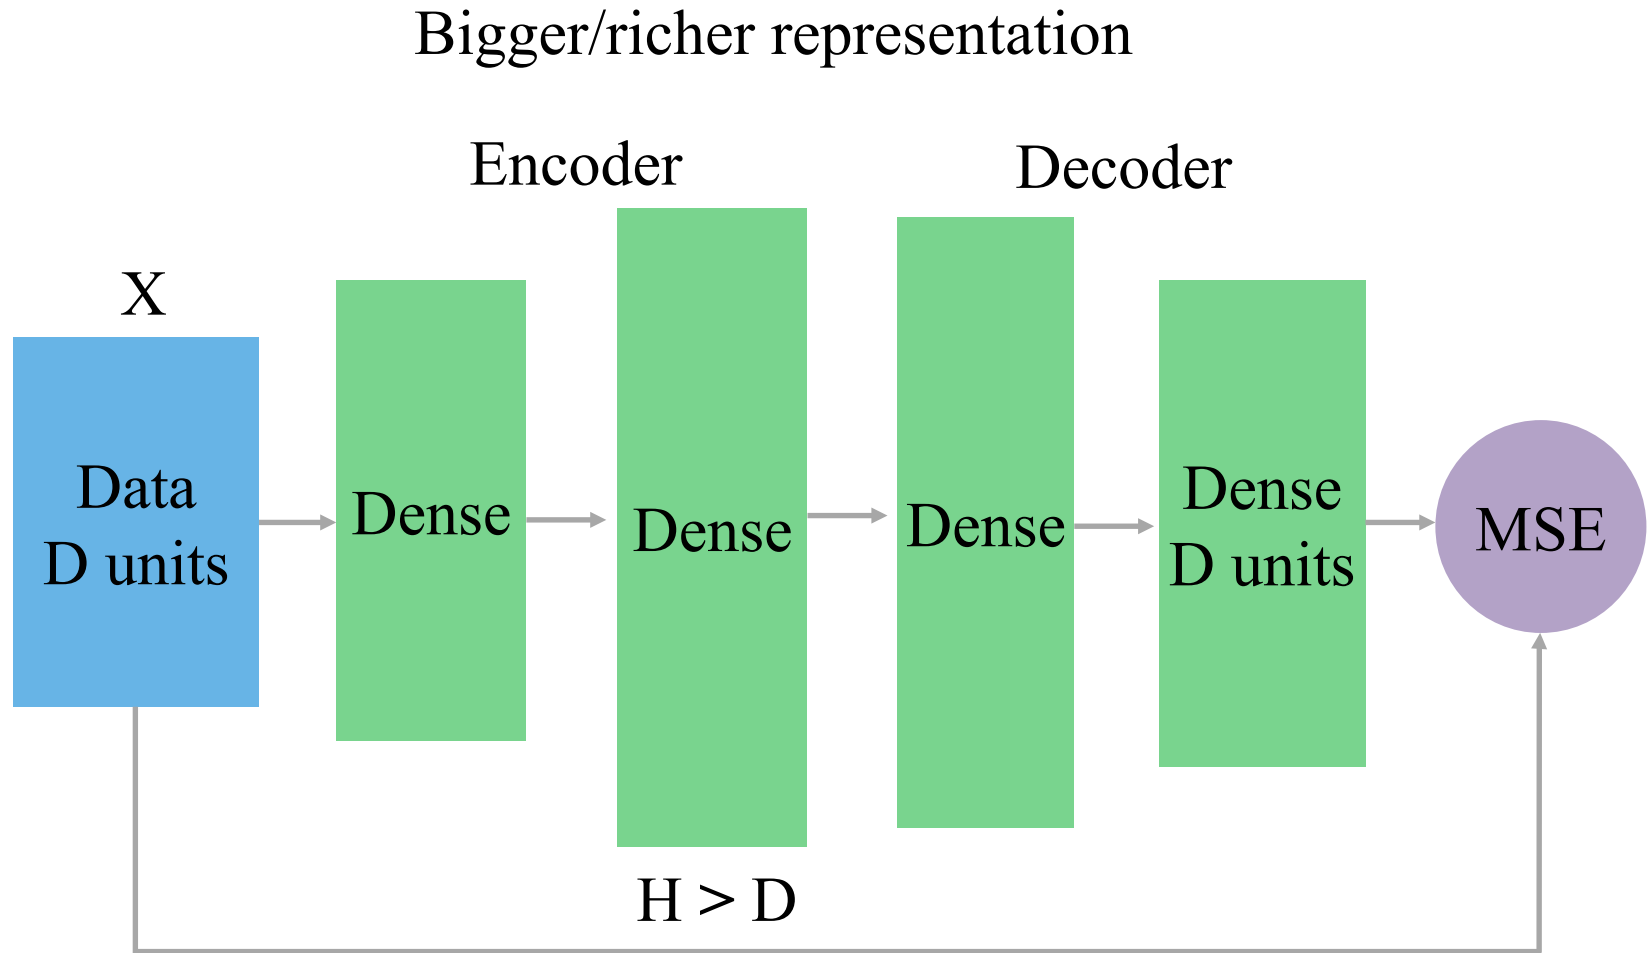 Bigger/richer representation
Encoder
Decoder
X
Data
D units
Dense
Dense
Dense
Dense
D units
MSE
H > D